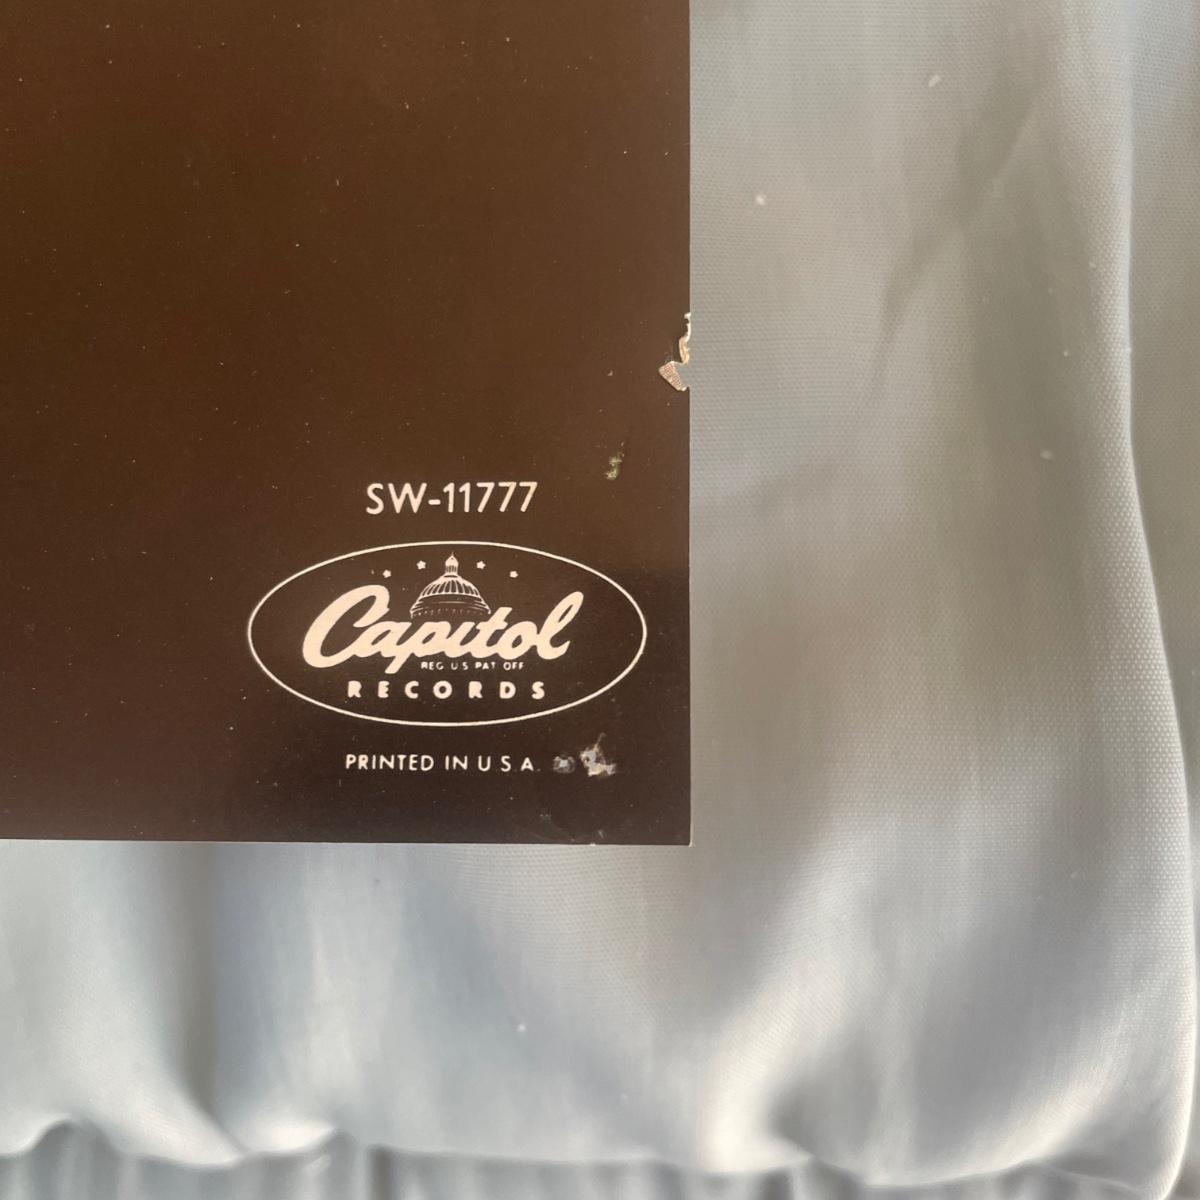 SW-11777
Capitol
REG U S PAT OFF
RECORDS
PRINTED IN U S A.